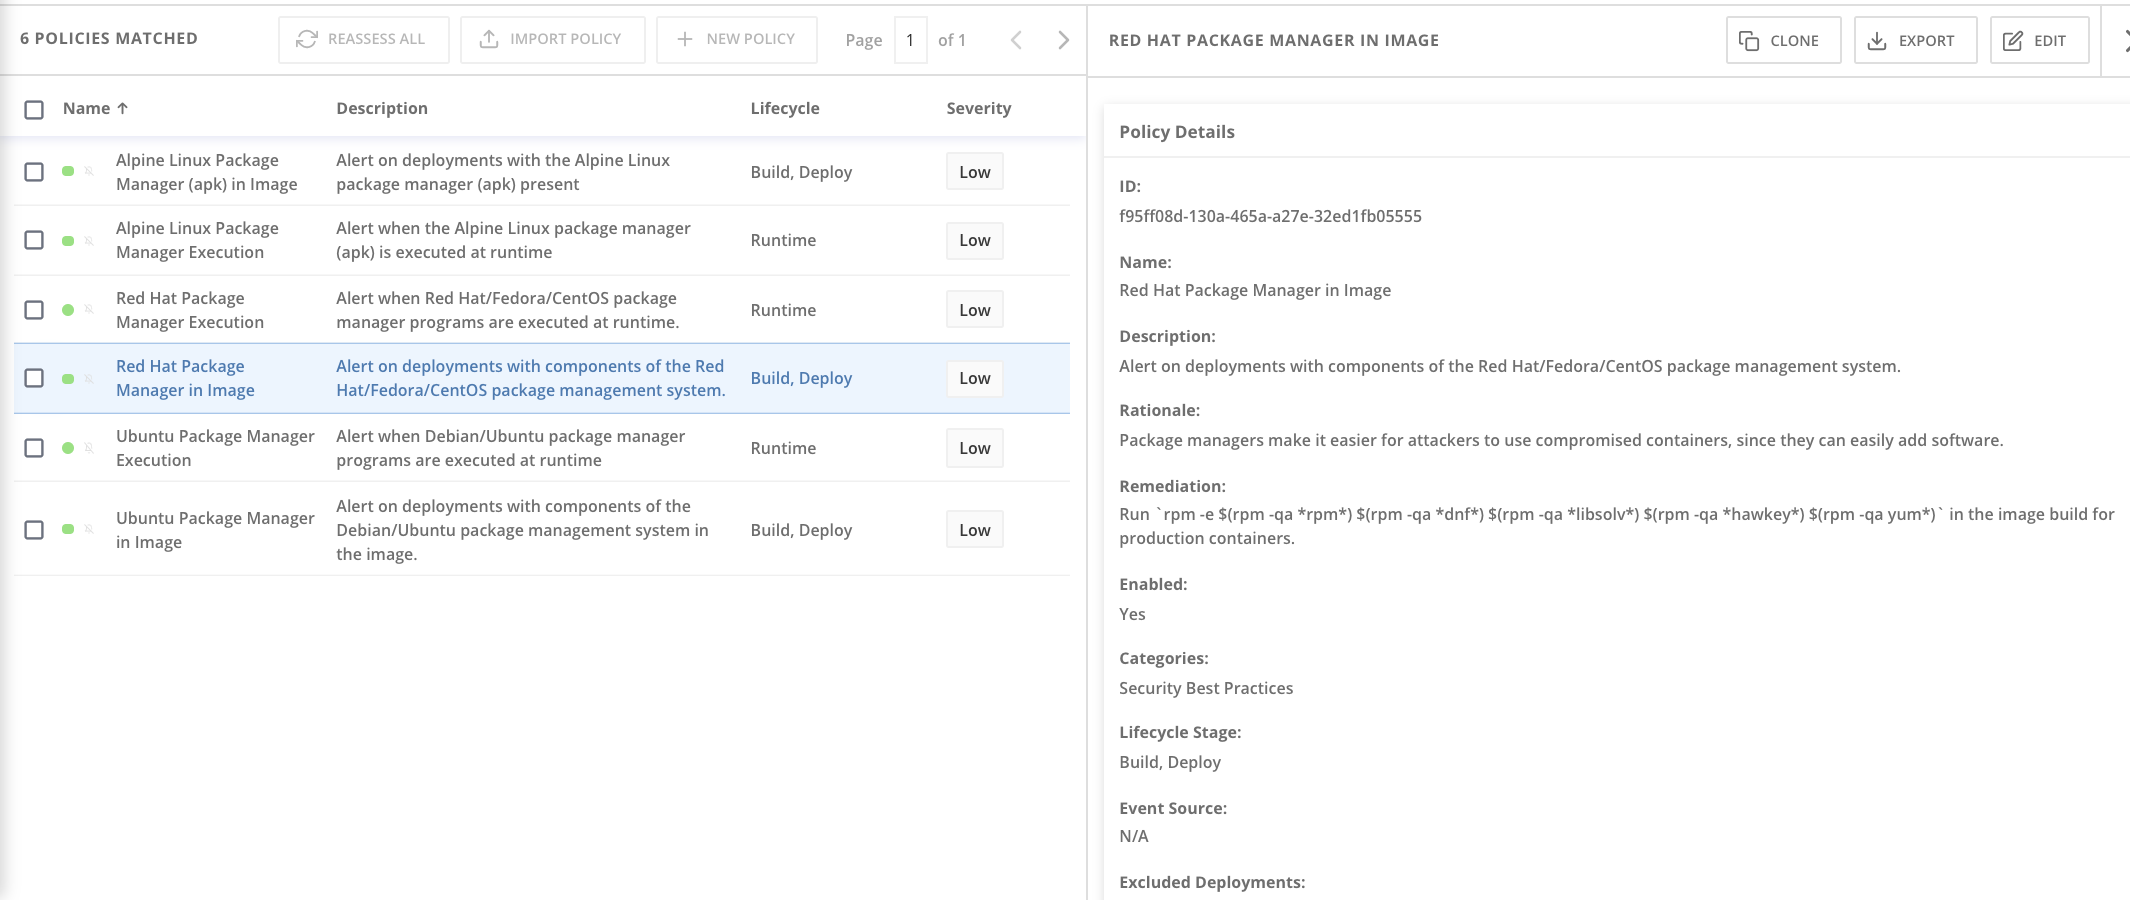 6 POLICIES MATCHED
REASSESS ALL
IMPORT POLICY
NEW POLICY
Page 1 of 1
Name
Description
Lifecycle
Severity
Alpine Linux Package
Manager (apk) in Image
Alert on deployments with the Alpine Linux
package manager (apk) present
Build, Deploy
Low
Alpine Linux Package
Manager Execution
Alert when the Alpine Linux package manager
(apk) is executed at runtime
Runtime
Low
Red Hat Package
Manager Execution
Alert when Red Hat/Fedora/CentOS package
manager programs are executed at runtime.
Runtime
Low
Red Hat Package
Manager in Image
Alert on deployments with components of the Red
Hat/Fedora/CentOS package management system.
Build, Deploy
Low
Ubuntu Package Manager
Execution
Alert when Debian/Ubuntu package manager
programs are executed at runtime
Runtime
Low
Ubuntu Package Manager
in Image
Alert on deployments with components of the
Debian/Ubuntu package management system in
the image.
Build, Deploy
Low
RED HAT PACKAGE MANAGER IN IMAGE
CLONE
EXPORT
EDIT
Policy Details
ID:
f95ff08d-130a-465a-a27e-32ed1fb05555
Name:
Red Hat Package Manager in Image
Description:
Alert on deployments with components of the Red Hat/Fedora/CentOS package management system.
Rationale:
Package managers make it easier for attackers to use compromised containers, since they can easily add software.
Remediation:
Run `rpm -e $(rpm -qa *rpm*) $(rpm -qa *dnf*) $(rpm -qa *libsolv*) $(rpm -qa *hawkey*) $(rpm -qa yum*)` in the image build for
production containers.
Enabled:
Yes
Categories:
Security Best Practices
Lifecycle Stage:
Build, Deploy
Event Source:
N/A
Excluded Deployments: